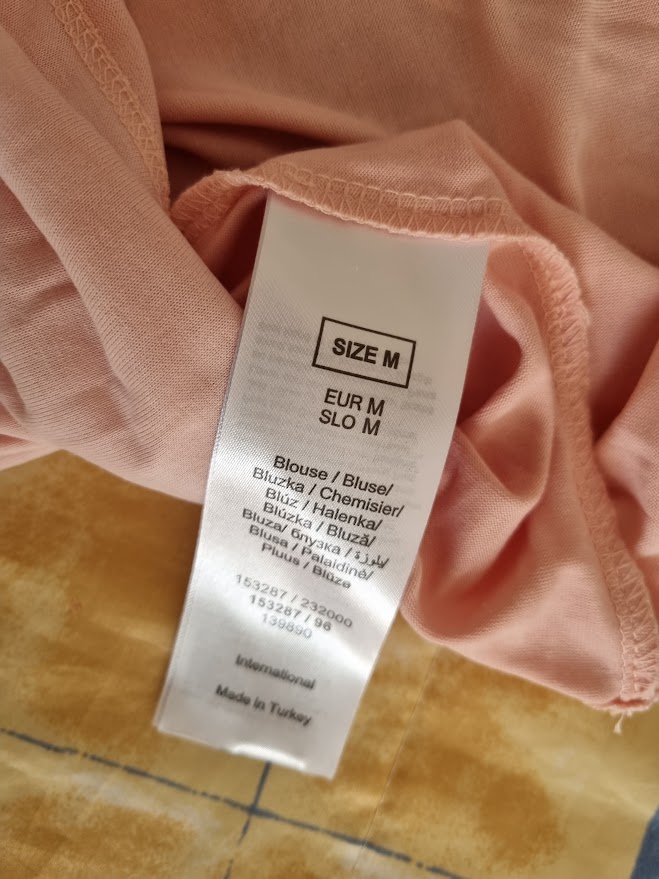 SIZE M
EUR M
SLO M
Blouse / Bluse/
Bluzka / Chemisier/
Blúz / Halenka/
Blúzka / Bluză/
Bluza/ блузка / بلوزة/
Blusa / Palaidinė/
Pluus / Blūze
153287 / 232000
153287 / 96
139890
International
Made in Turkey